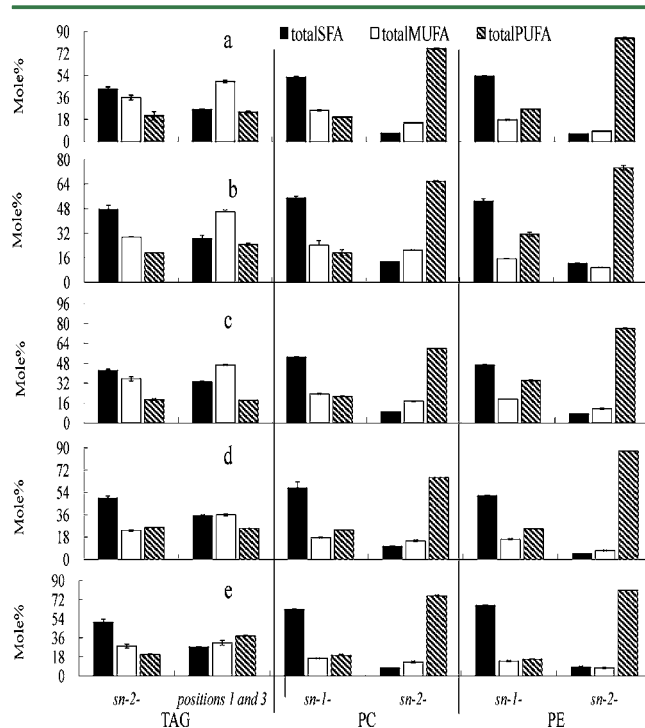 totalSFA totalMUFA totalPUFA
Mole%
90
72
54
36
18
0
a
Mole%
80
64
48
32
16
0
b
Mole%
96
80
64
48
32
16
0
c
Mole%
90
72
54
36
18
0
d
Mole%
90
72
54
36
18
0
e
sn-2- positions 1 and 3 sn-1- sn-2- sn-1- sn-2-
TAG PC PE